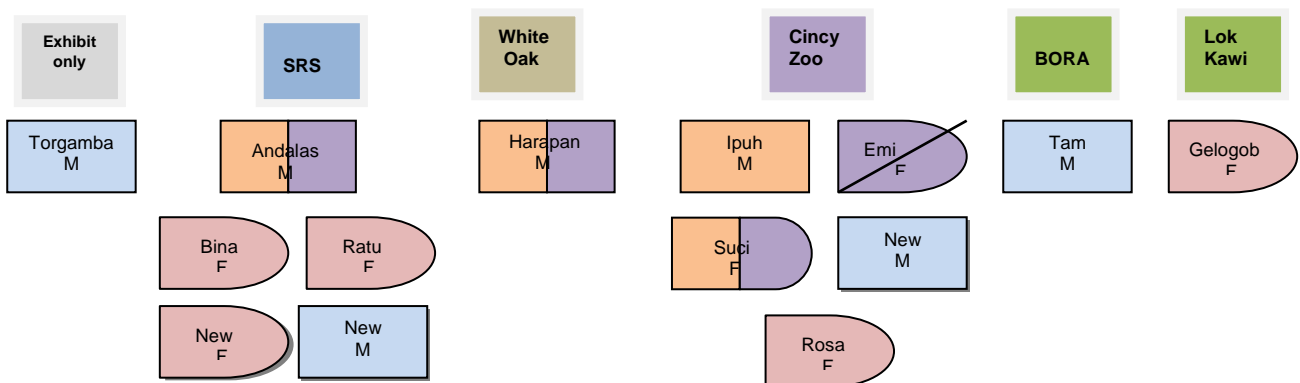 Exhibit only
SRS
White Oak
Cincy Zoo
BORA
Lok Kawi
Torgamba
M
Andalas
M
Harapan
M
Ipuh
M
Emi
F
Tam
M
Gelogob
F
Bina
F
Ratu
F
Suci
F
New
M
New
F
New
M
Rosa
F